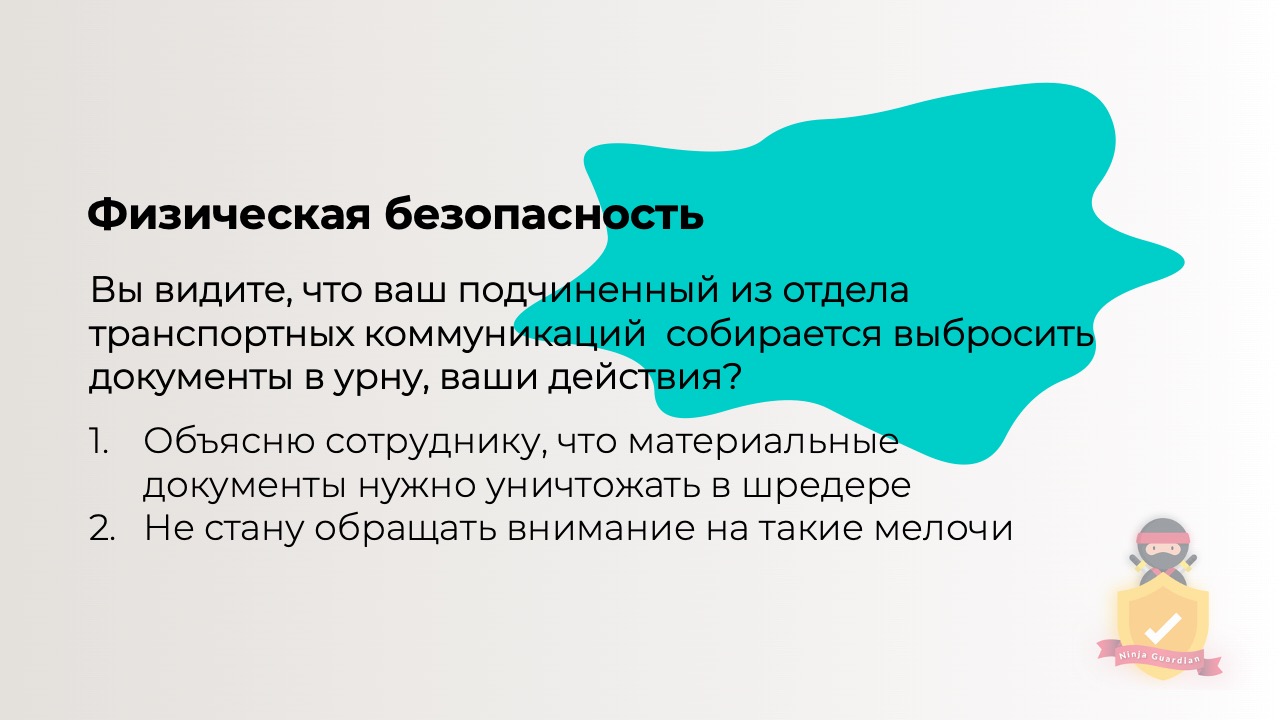 Физическая безопасность
Вы видите, что ваш подчиненный из отдела
транспортных коммуникаций  собирается выбросить
документы в урну, ваши действия?
1. Объясню сотруднику, что материальные
документы нужно уничтожать в шредере
2. Не стану обращать внимание на такие мелочи
Ninja Guardian